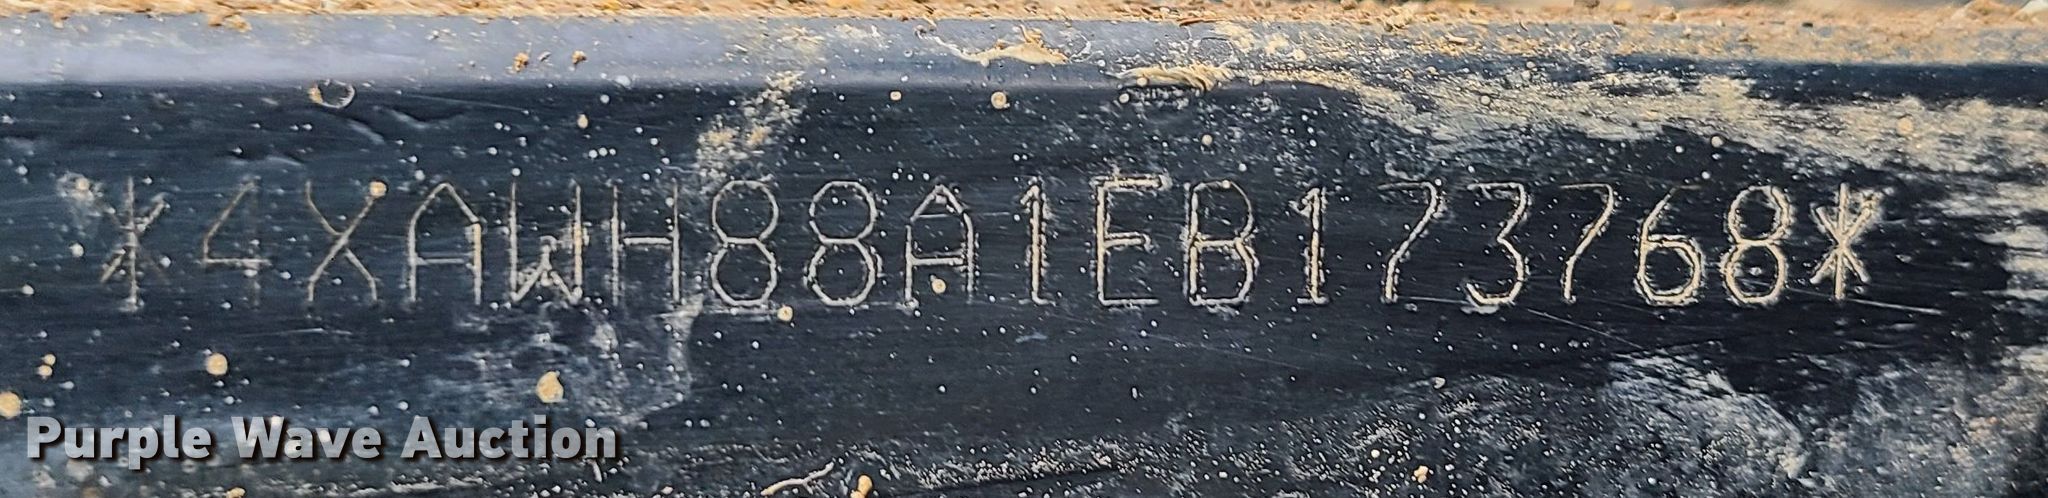 *4XAWH88A1EB173768*
Purple Wave Auction